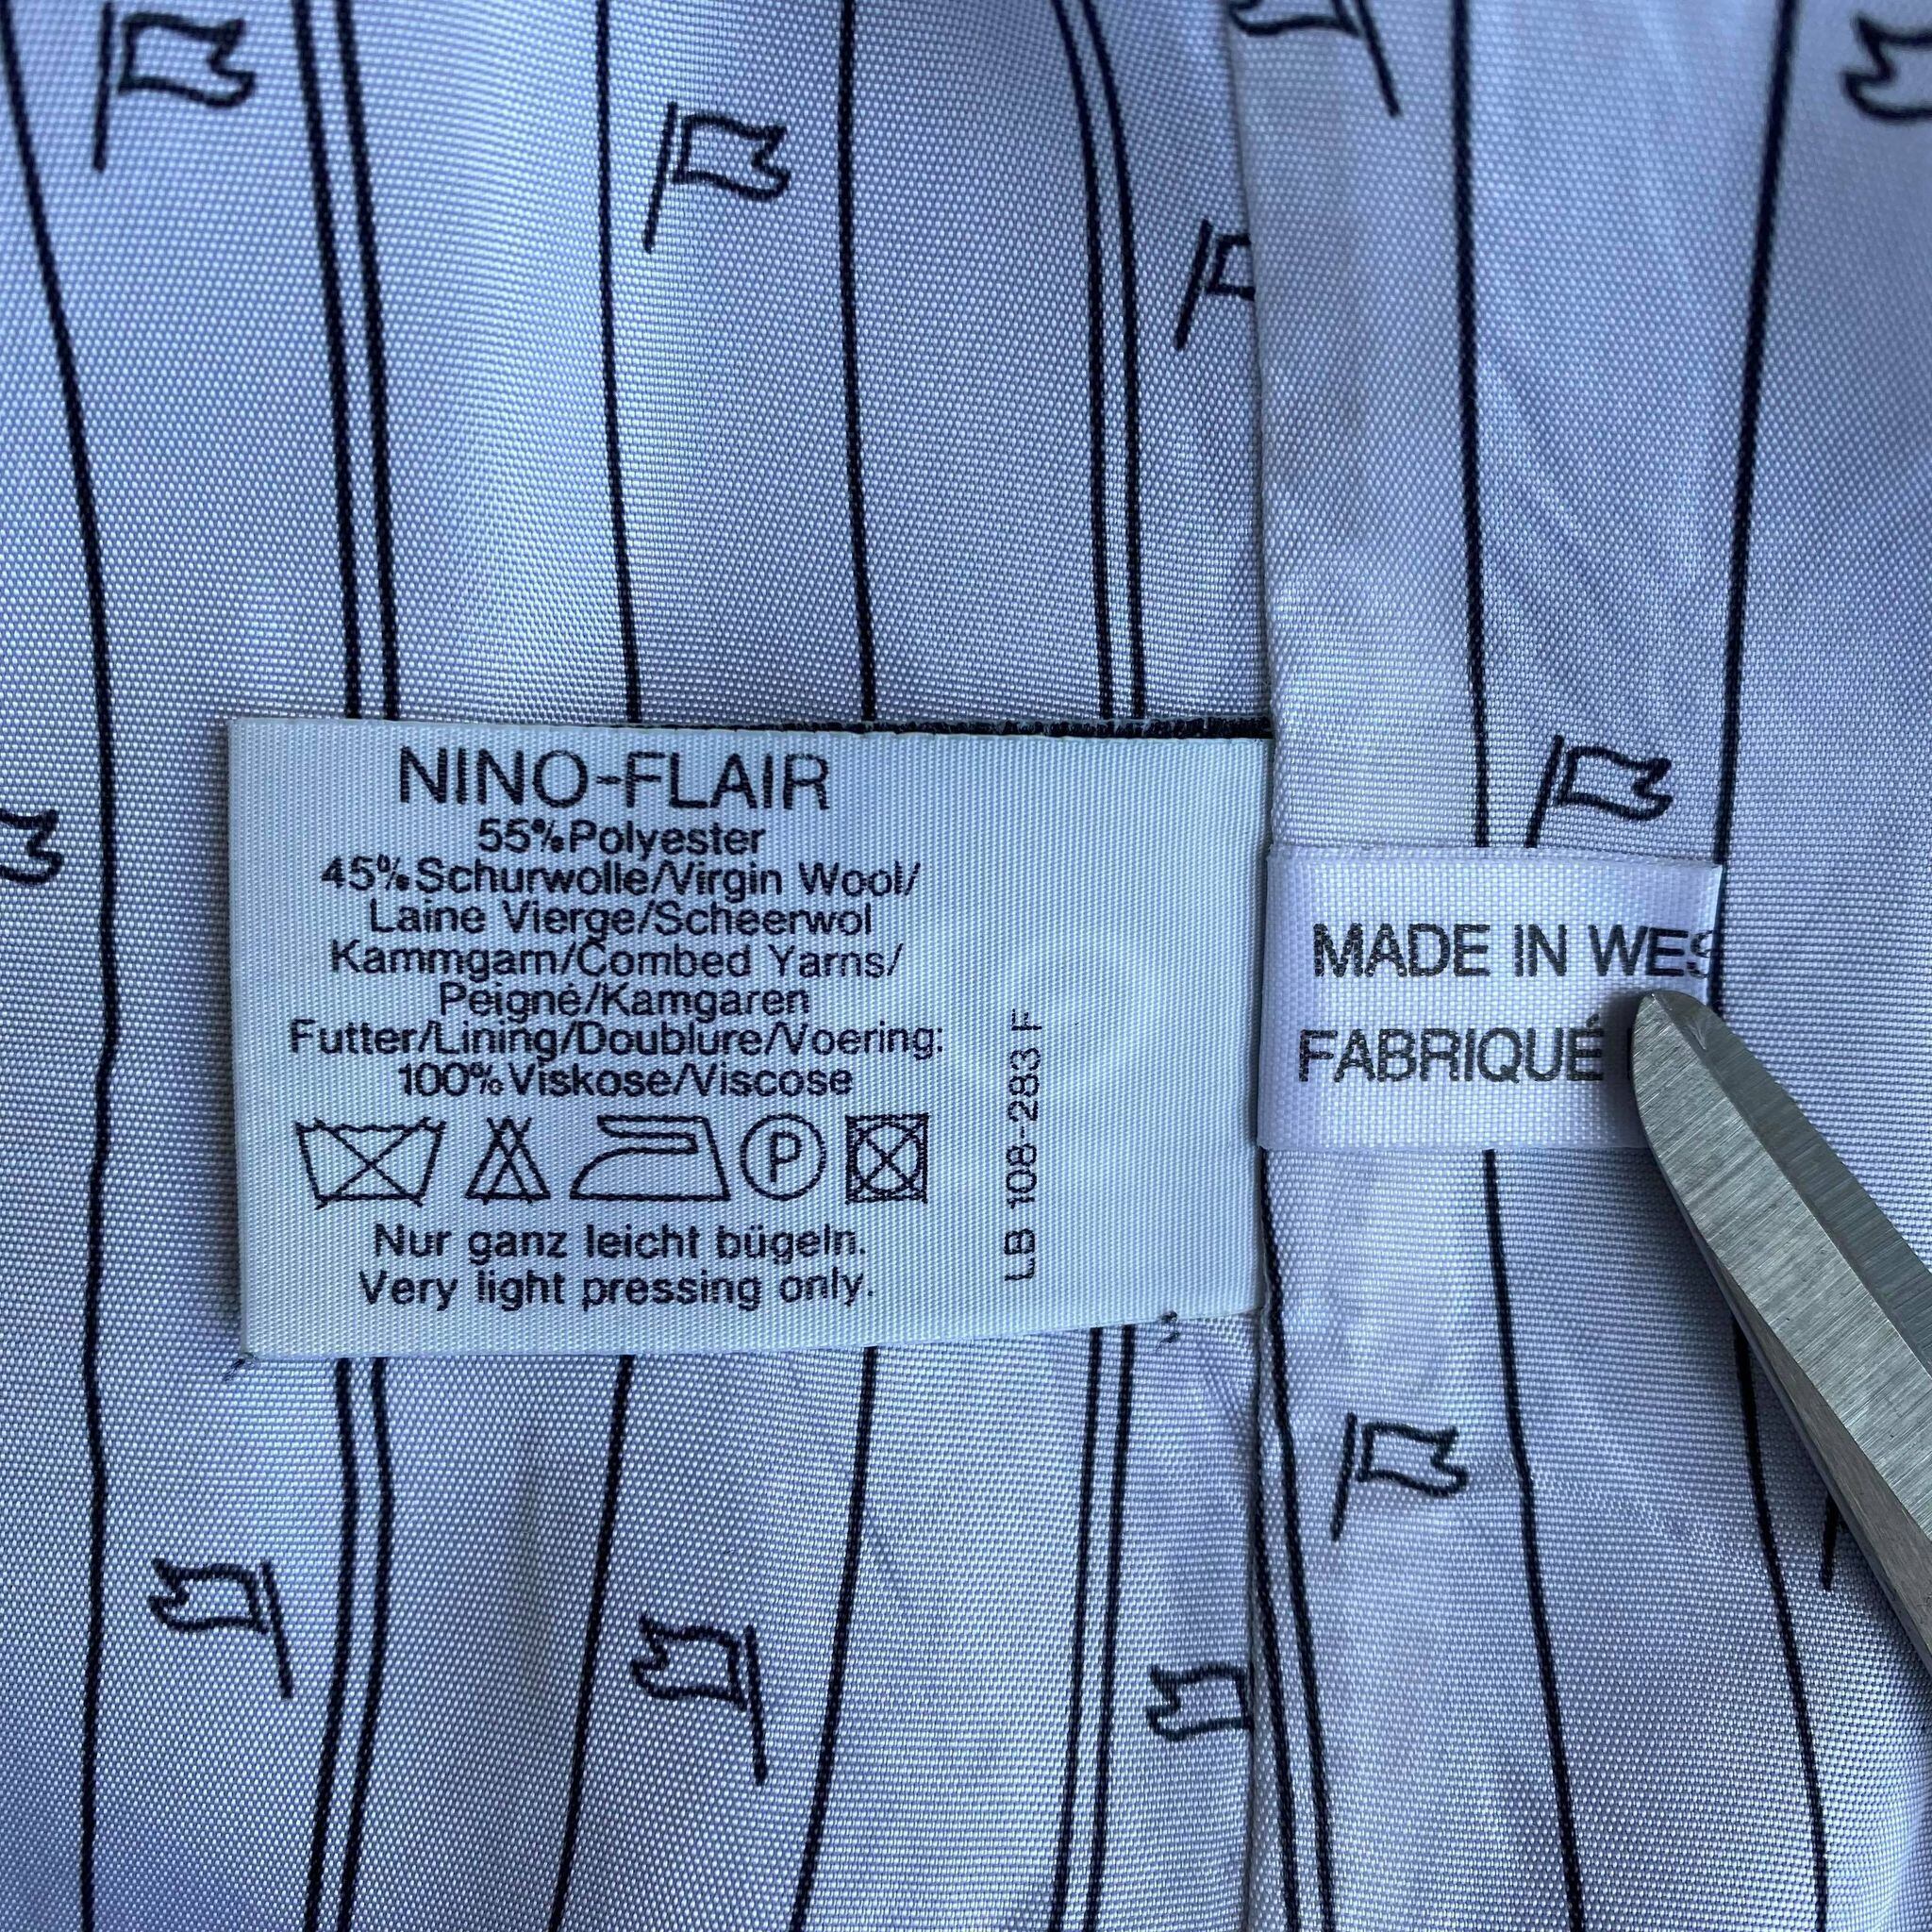 NINO-FLAIR
55%Polyester
45%Schurwolle/Virgin Wool/
Laine Vierge/Scheerwol
Kammgarn/Combed Yarns/
Peigné/Kamgaren
Futter/Lining/Doublure/Voering:
100%Viskose/Viscose
P
Nur ganz leicht bügeln.
Very light pressing only.
LB 108-283 F
MADE IN WES
FABRIQUÉ